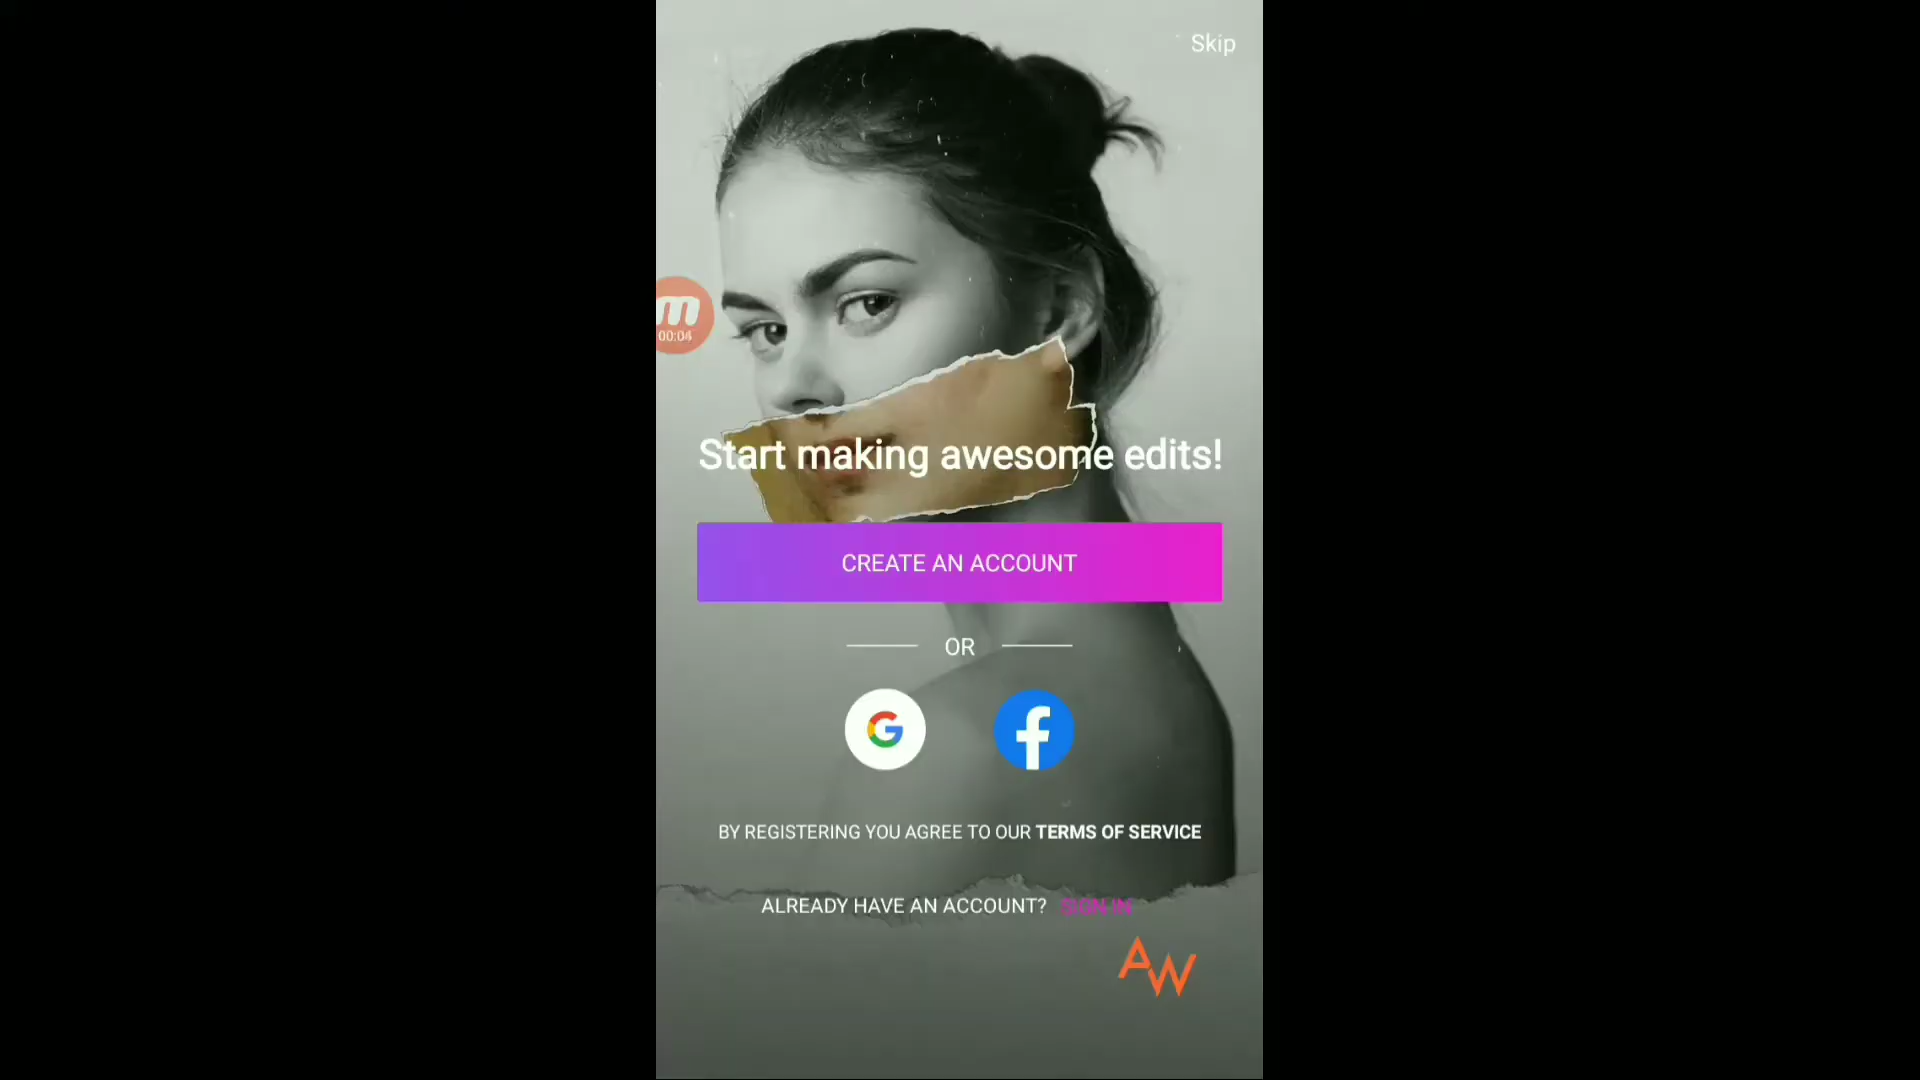 Skip
m
00:04
Start making awesome edits!
CREATE AN ACCOUNT
OR
G
f
BY REGISTERING YOU AGREE TO OUR TERMS OF SERVICE
ALREADY HAVE AN ACCOUNT? SIGN IN
AW